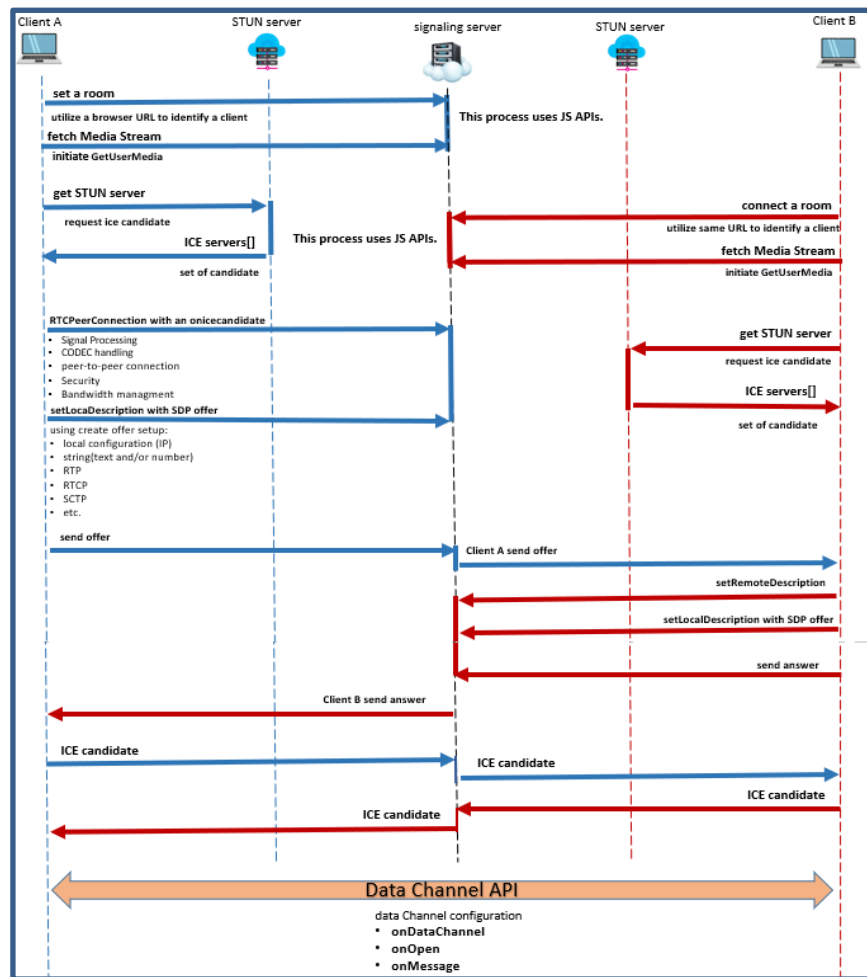 Client A
STUN server
signaling server
STUN server
Client B
set a room
utilize a browser URL to identify a client
This process uses JS APIs.
fetch Media Stream
initiate GetUserMedia
get STUN server
request ice candidate
connect a room
utilize same URL to identify a client
ICE servers[]
This process uses JS APIs.
fetch Media Stream
set of candidate
initiate GetUserMedia
RTCPeerConnection with an onicecandidate
• Signal Processing
• CODEC handling
• peer-to-peer connection
• Security
• Bandwidth managment
get STUN server
request ice candidate
ICE servers[]
set of candidate
setLocaDescription with SDP offer
using create offer setup:
• local configuration (IP)
• string(text and/or number)
• RTP
• RTCP
• SCTP
• etc.
send offer
Client A send offer
setRemoteDescription
setLocalDescription with SDP offer
send answer
Client B send answer
ICE candidate
ICE candidate
ICE candidate
ICE candidate
Data Channel API
data Channel configuration
• onDataChannel
• onOpen
• onMessage